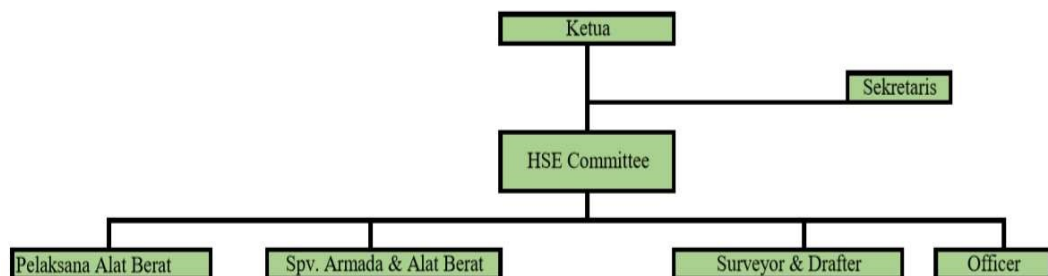 Ketua
Sekretaris
HSE Committee
Pelaksana Alat Berat
Spv. Armada & Alat Berat
Surveyor & Drafter
Officer